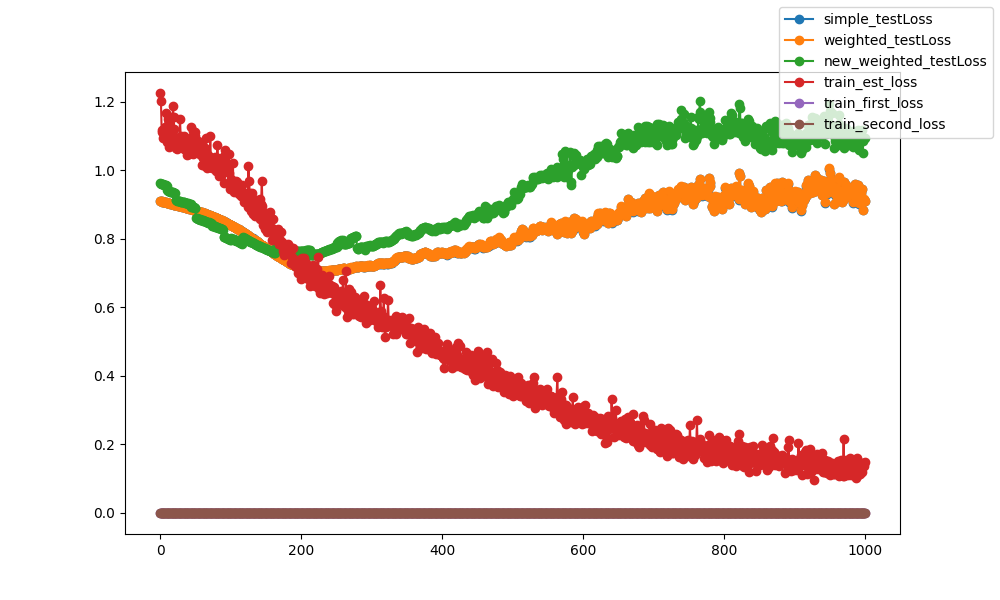 simple_testLoss
weighted_testLoss
new_weighted_testLoss
train_est_loss
train_first_loss
train_second_loss
1.2
1.0
0.8
0.6
0.4
0.2
0.0
0 200 400 600 800 1000